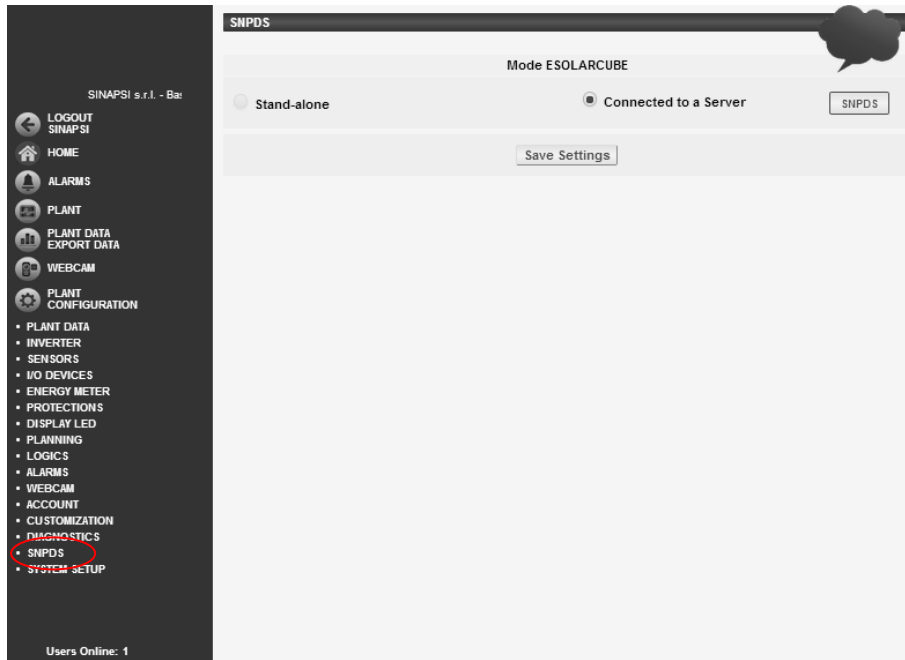 SNPDS
Mode ESOLARCUBE
Stand-alone
Connected to a Server
SNPDS
Save Settings
SINAPSI s.r.l. - Bas
LOGOUT
SINAPSI
HOME
ALARMS
PLANT
PLANT DATA
EXPORT DATA
WEBCAM
PLANT
CONFIGURATION
PLANT DATA
INVERTER
SENSORS
I/O DEVICES
ENERGY METER
PROTECTIONS
DISPLAY LED
PLANNING
LOGICS
ALARMS
WEBCAM
ACCOUNT
CUSTOMIZATION
DIAGNOSTICS
SNPDS
SYSTEM SETUP
Users Online: 1